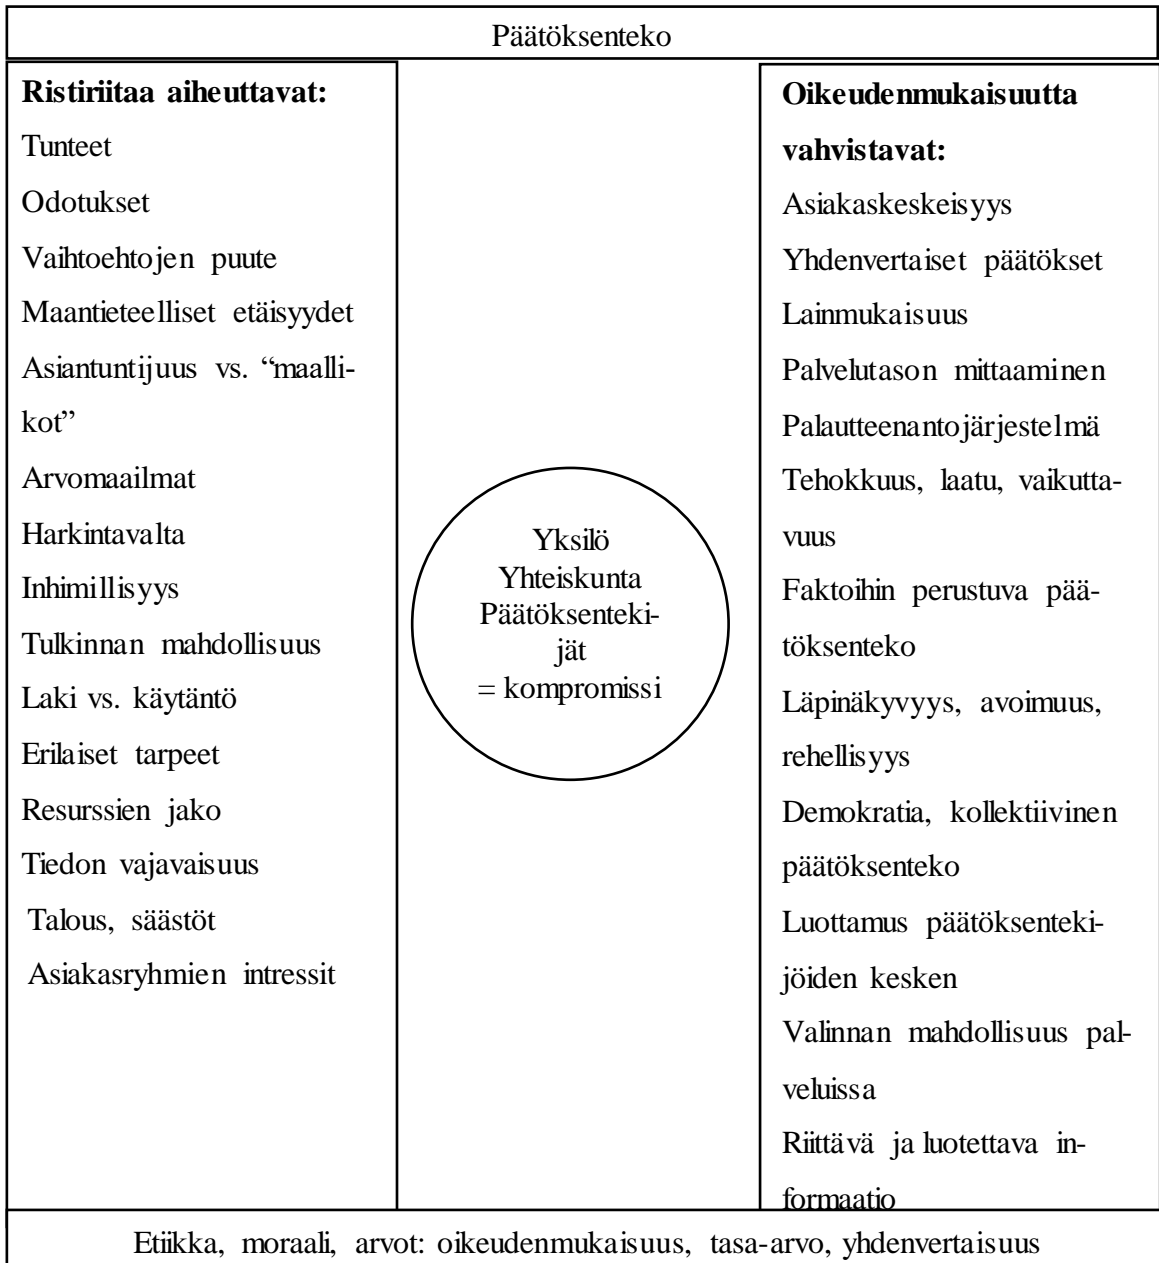 Päätöksenteko
Ristiriitaa aiheuttavat:
Tunteet
Odotukset
Vaihtoehtojen puute
Maantieteelliset etäisyydet
Asiantuntijuus vs. “maalli-
kot”
Arvomaailmat
Harkintavalta
Inhimillisyys
Tulkinnan mahdollisuus
Laki vs. käytäntö
Erilaiset tarpeet
Resurssien jako
Tiedon vajavaisuus
Talous, säästöt
Asiakasryhmien intressit
Yksilö
Yhteiskunta
Päätöksenteki-
jät
= kompromissi
Oikeudenmukaisuutta
vahvistavat:
Asiakaskeskeisyys
Yhdenvertaiset päätökset
Lainmukaisuus
Palvelutason mittaaminen
Palautteenantojärjestelmä
Tehokkuus, laatu, vaikutta-
vuus
Faktoihin perustuva pää-
töksenteko
Läpinäkyvyys, avoimuus,
rehellisyys
Demokratia, kollektiivinen
päätöksenteko
Luottamus päätöksenteki-
jöiden kesken
Valinnan mahdollisuus pal-
veluissa
Riittävä ja luotettava in-
formaatio
Etiikka, moraali, arvot: oikeudenmukaisuus, tasa-arvo, yhdenvertaisuus